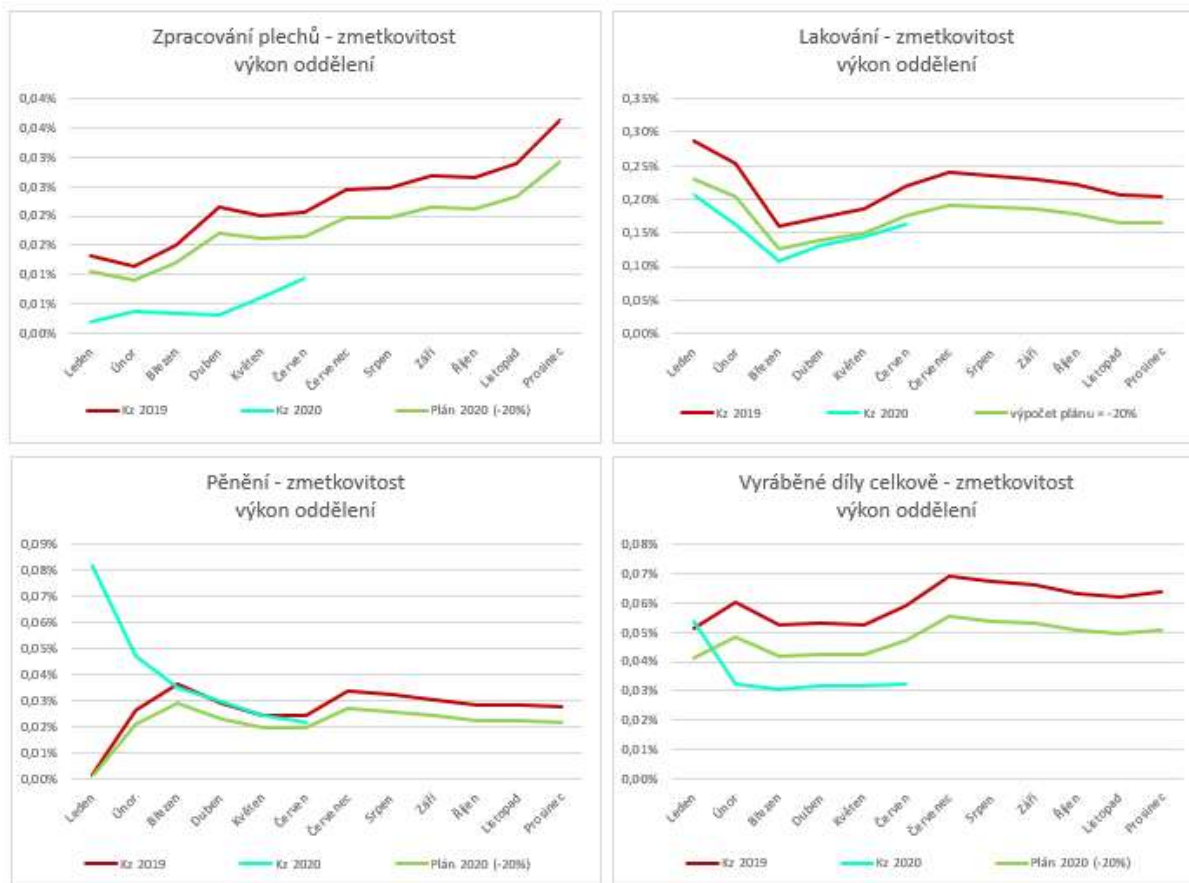 Zpracování plechů - zmetkovitost
výkon oddělení
0,04%
0,04%
0,03%
0,03%
0,02%
0,02%
0,01%
0,01%
0,00%
Leden
Únor
Březen
Duben
Květen
Červen
Červenec
Srpen
Září
Říjen
Listopad
Prosinec
Kz 2019
Kz 2020
Plán 2020 (-20%)
Lakování - zmetkovitost
výkon oddělení
0,35%
0,30%
0,25%
0,20%
0,15%
0,10%
0,05%
0,00%
Leden
Únor
Březen
Duben
Květen
Červen
Červenec
Srpen
Září
Říjen
Listopad
Prosinec
Kz 2019
Kz 2020
výpočet plánu = -20%
Pěnění - zmetkovitost
výkon oddělení
0,09%
0,08%
0,07%
0,06%
0,05%
0,04%
0,03%
0,02%
0,01%
0,00%
Leden
Únor
Březen
Duben
Květen
Červen
Červenec
Srpen
Září
Říjen
Listopad
Prosinec
Kz 2019
Kz 2020
Plán 2020 (-20%)
Vyráběné díly celkově - zmetkovitost
výkon oddělení
0,08%
0,07%
0,06%
0,05%
0,04%
0,03%
0,02%
0,01%
0,00%
Leden
Únor
Březen
Duben
Květen
Červen
Červenec
Srpen
Září
Říjen
Listopad
Prosinec
Kz 2019
Kz 2020
Plán 2020 (-20%)